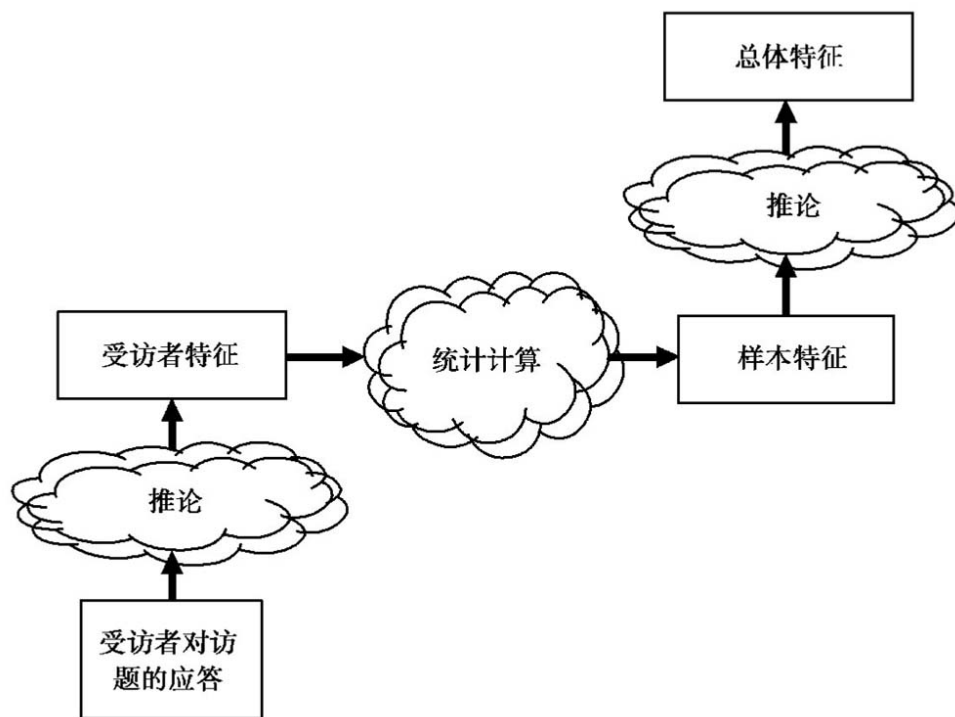 总体特征
推论
受访者特征
统计计算
样本特征
推论
受访者对访
题的应答